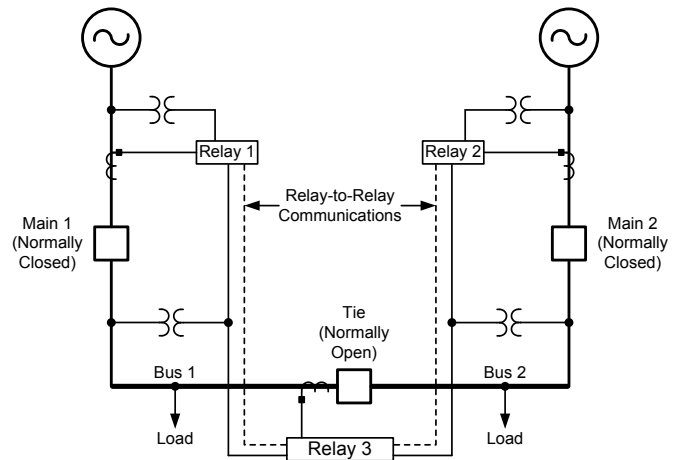 Relay 1
Relay 2
Relay-to-Relay
Communications
Main 1
(Normally
Closed)
Main 2
(Normally
Closed)
Tie
(Normally
Open)
Bus 1
Bus 2
Load
Load
Relay 3